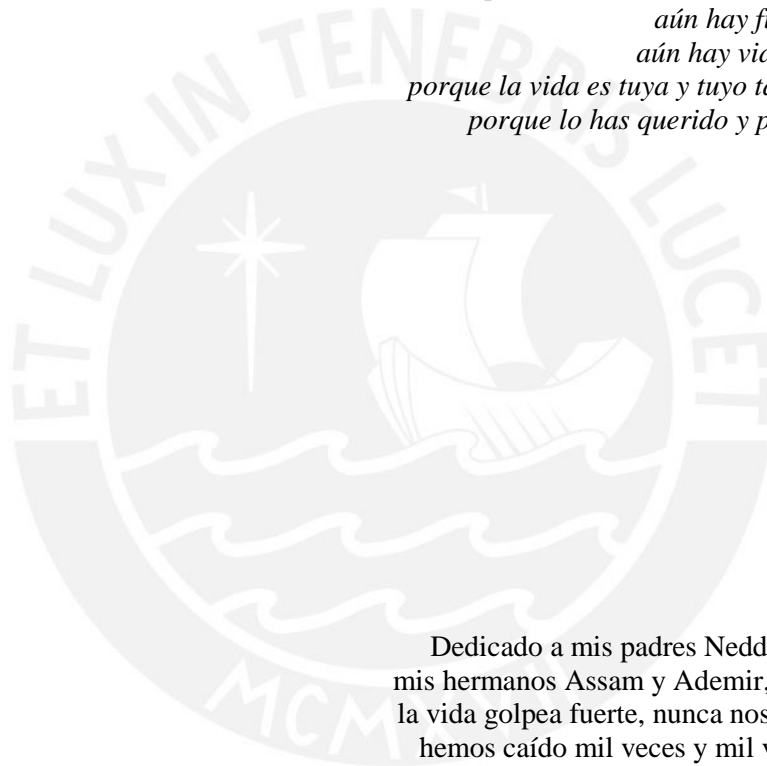 aún hay
aún hay
porque la vida es tuya y tuyo
porque lo has querido y
ET LUX IN TENEBRIS LUCET
MCMXVII
Dedicado a mis padres
mis hermanos Assam y Ademir,
la vida golpea fuerte, nunca nos
hemos caído mil veces y mil